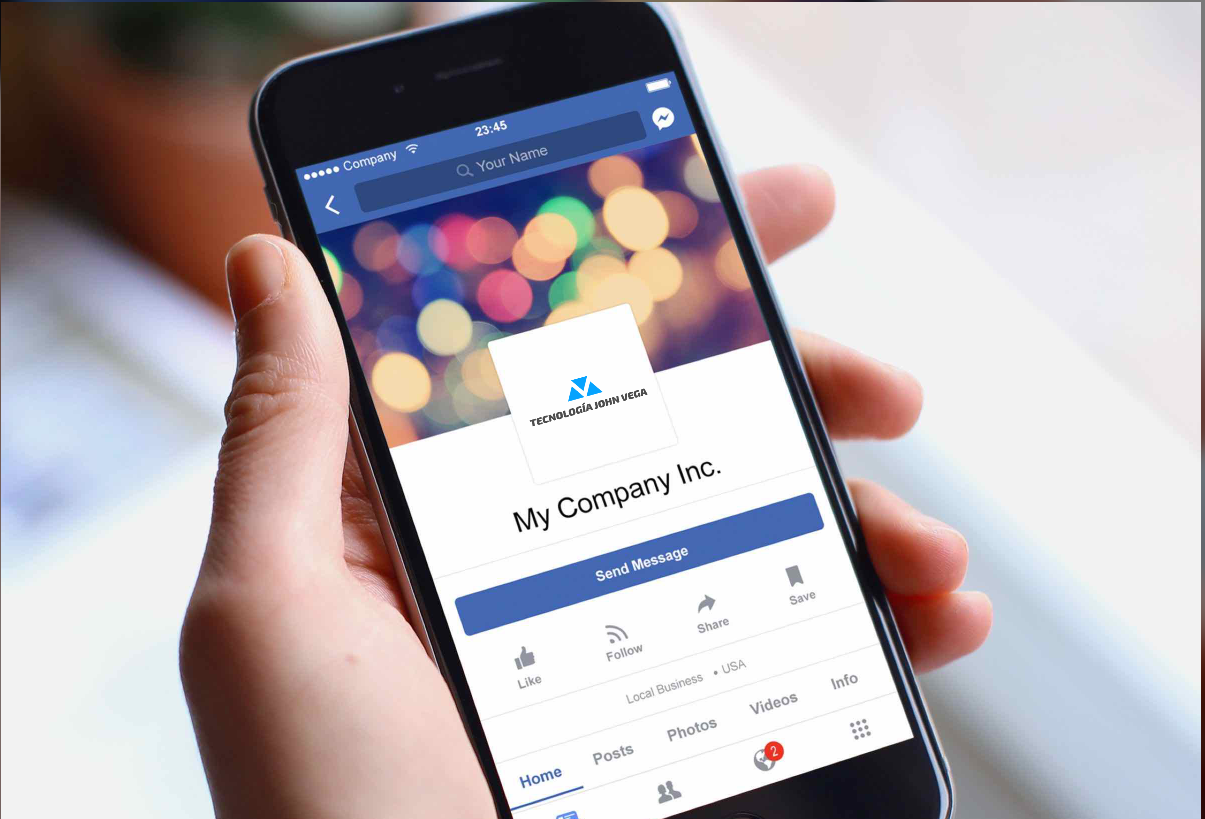 Company
23:45
Your Name
TECNOLOGÍA JOHN VEGA
My Company Inc.
Send Message
Like
Follow
Share
Save
Local Business • USA
Home
Posts
Photos
Videos
Info
2